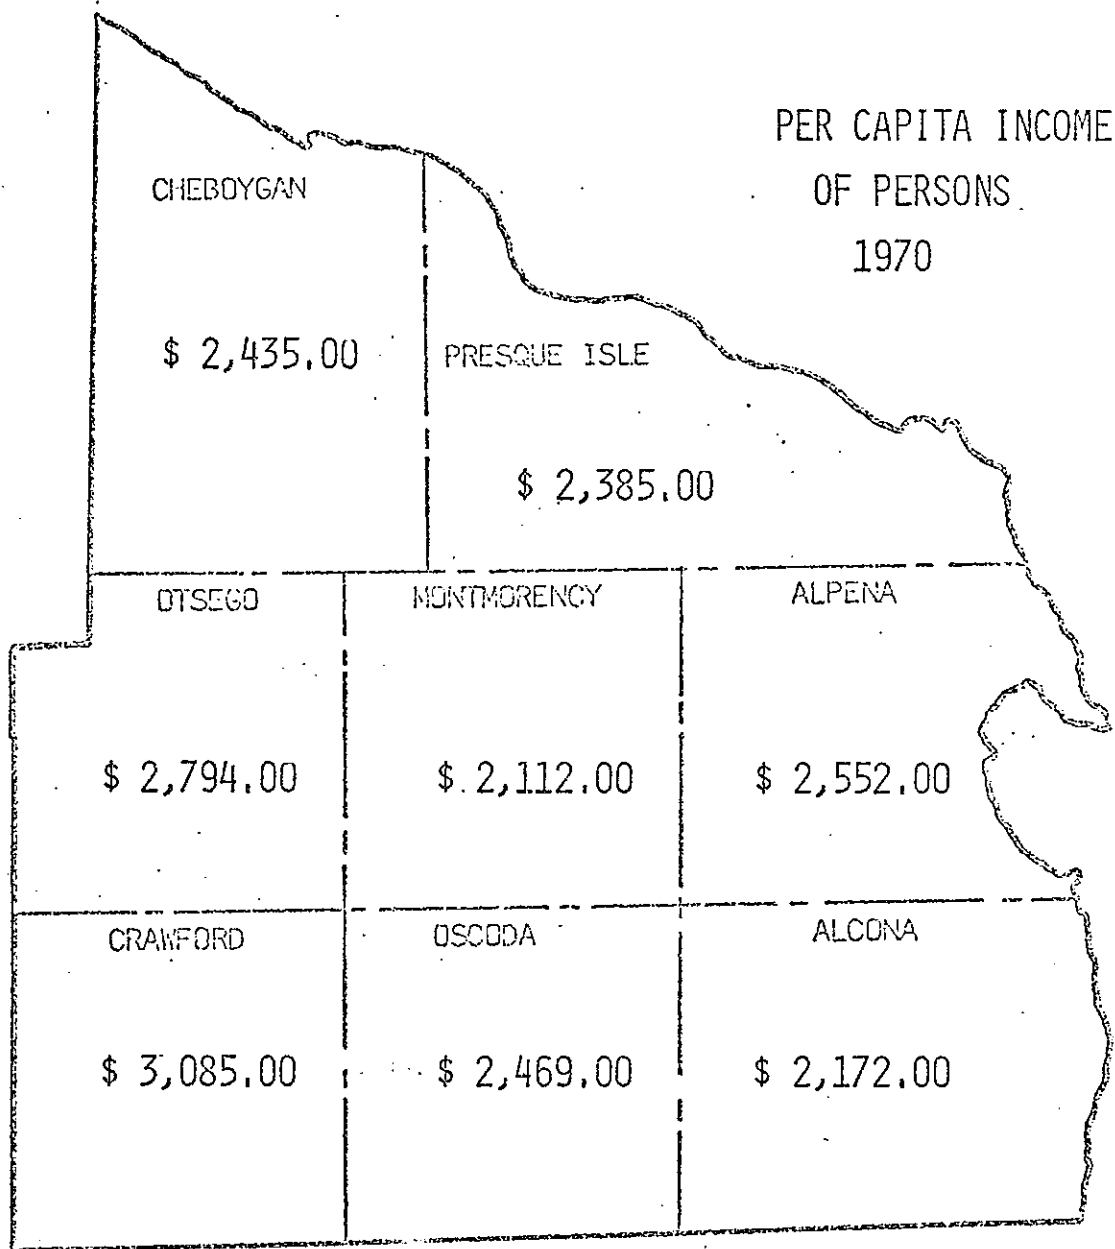 PER CAPITA INCOME
OF PERSONS
1970
CHEBOYGAN
$ 2,435.00
PRESQUE ISLE
$ 2,385.00
OTSEGO
MONTMORENCY
ALPENA
$ 2,794.00
$ 2,112.00
$ 2,552.00
CRAWFORD
OSCODA
ALCONA
$ 3,085.00
$ 2,469.00
$ 2,172.00